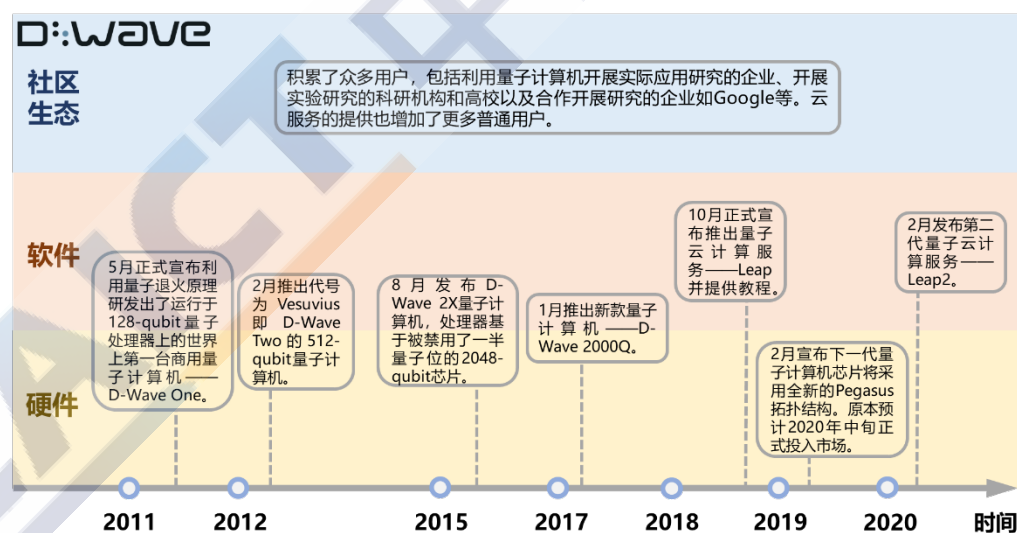 D:Wave
社区
生态
积累了众多用户，包括利用量子计算机开展实际应用研究的企业、开展
实验研究的科研机构和高校以及合作开展研究的企业如Google等。云
服务的提供也增加了更多普通用户。
软件
硬件
5月正式宣布利
用量子退火原理
研发出了运行于
128-qubit量子
处理器上的世界
上第一台商用量
子计算机——
D-Wave One。
2月推出代号
为 Vesuvius
即 D-Wave
Two 的 512-
qubit量子计
算机。
8月发布D-
Wave 2X量子计
算机，处理器基
于被禁用了一半
量子位的2048-
qubit芯片。
1月推出新款量子
计算机——D-
Wave 2000Q。
10月正式宣
布推出量子
云计算服
务——Leap
并提供教程。
2月宣布下一代量
子计算机芯片将采
用全新的Pegasus
拓扑结构。原本预
计2020年中旬正
式投入市场。
2月发布第二
代量子云计
算服务——
Leap2。
2011
2012
2015
2017
2018
2019
2020
时间